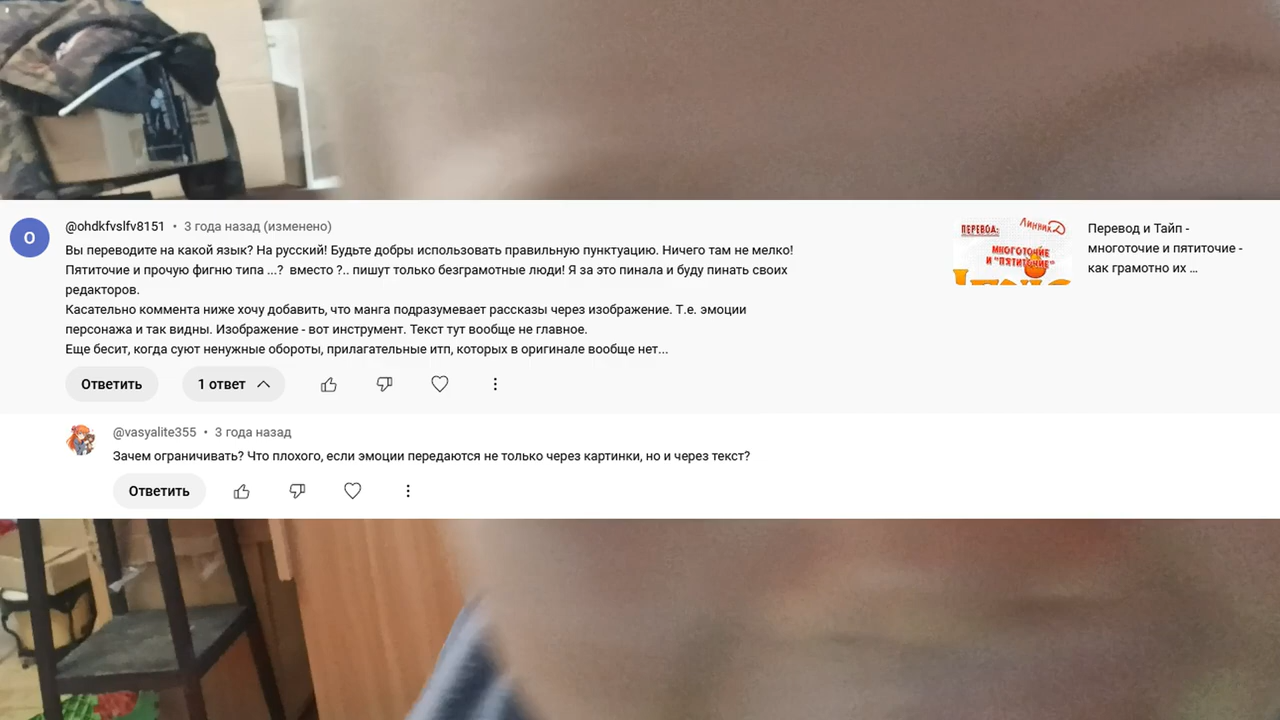 @ohdkfvslfv8151 • 3 года назад (изменено)
Вы переводите на какой язык? На русский! Будьте добры использовать правильную пунктуацию. Ничего там не мелко!
Пятиточие и прочую фигню типа ...? вместо ?.. пишут только безграмотные люди! Я за это пинала и буду пинать своих
редакторов.
Касательно коммента ниже хочу добавить, что манга подразумевает рассказы через изображение. Т.е. эмоции
персонажа и так видны. Изображение - вот инструмент. Текст тут вообще не главное.
Еще бесит, когда суют ненужные обороты, прилагательные итп, которых в оригинале вообще нет...
Ответить
1 ответ
О
ПЕРЕВОД:
ЛИННИК
МНОГОТОЧИЕ
И "ПЯТИТОЧИЕ"
Перевод и Тайп -
многоточие и пятиточие -
как грамотно их ...
@vasyalite355 • 3 года назад
Зачем ограничивать? Что плохого, если эмоции передаются не только через картинки, но и через текст?
Ответить